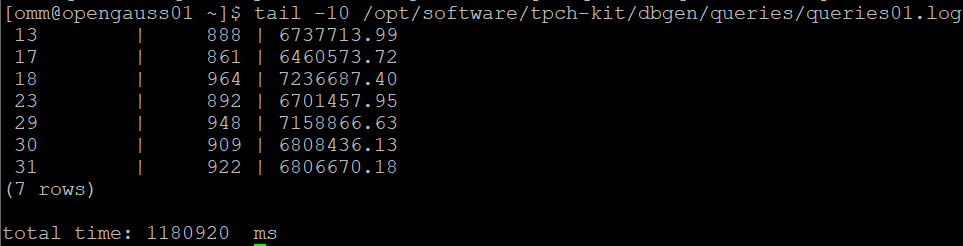 [omm@opengauss01 ~]$ tail -10 /opt/software/tpch-kit/dbgen/queries/queries01.log
 13        |     888 | 6737713.99
 17        |     861 | 6460573.72
 18        |     964 | 7236687.40
 23        |     892 | 6701457.95
 29        |     948 | 7158866.63
 30        |     909 | 6808436.13
 31        |     922 | 6806670.18
(7 rows)

total time: 1180920  ms